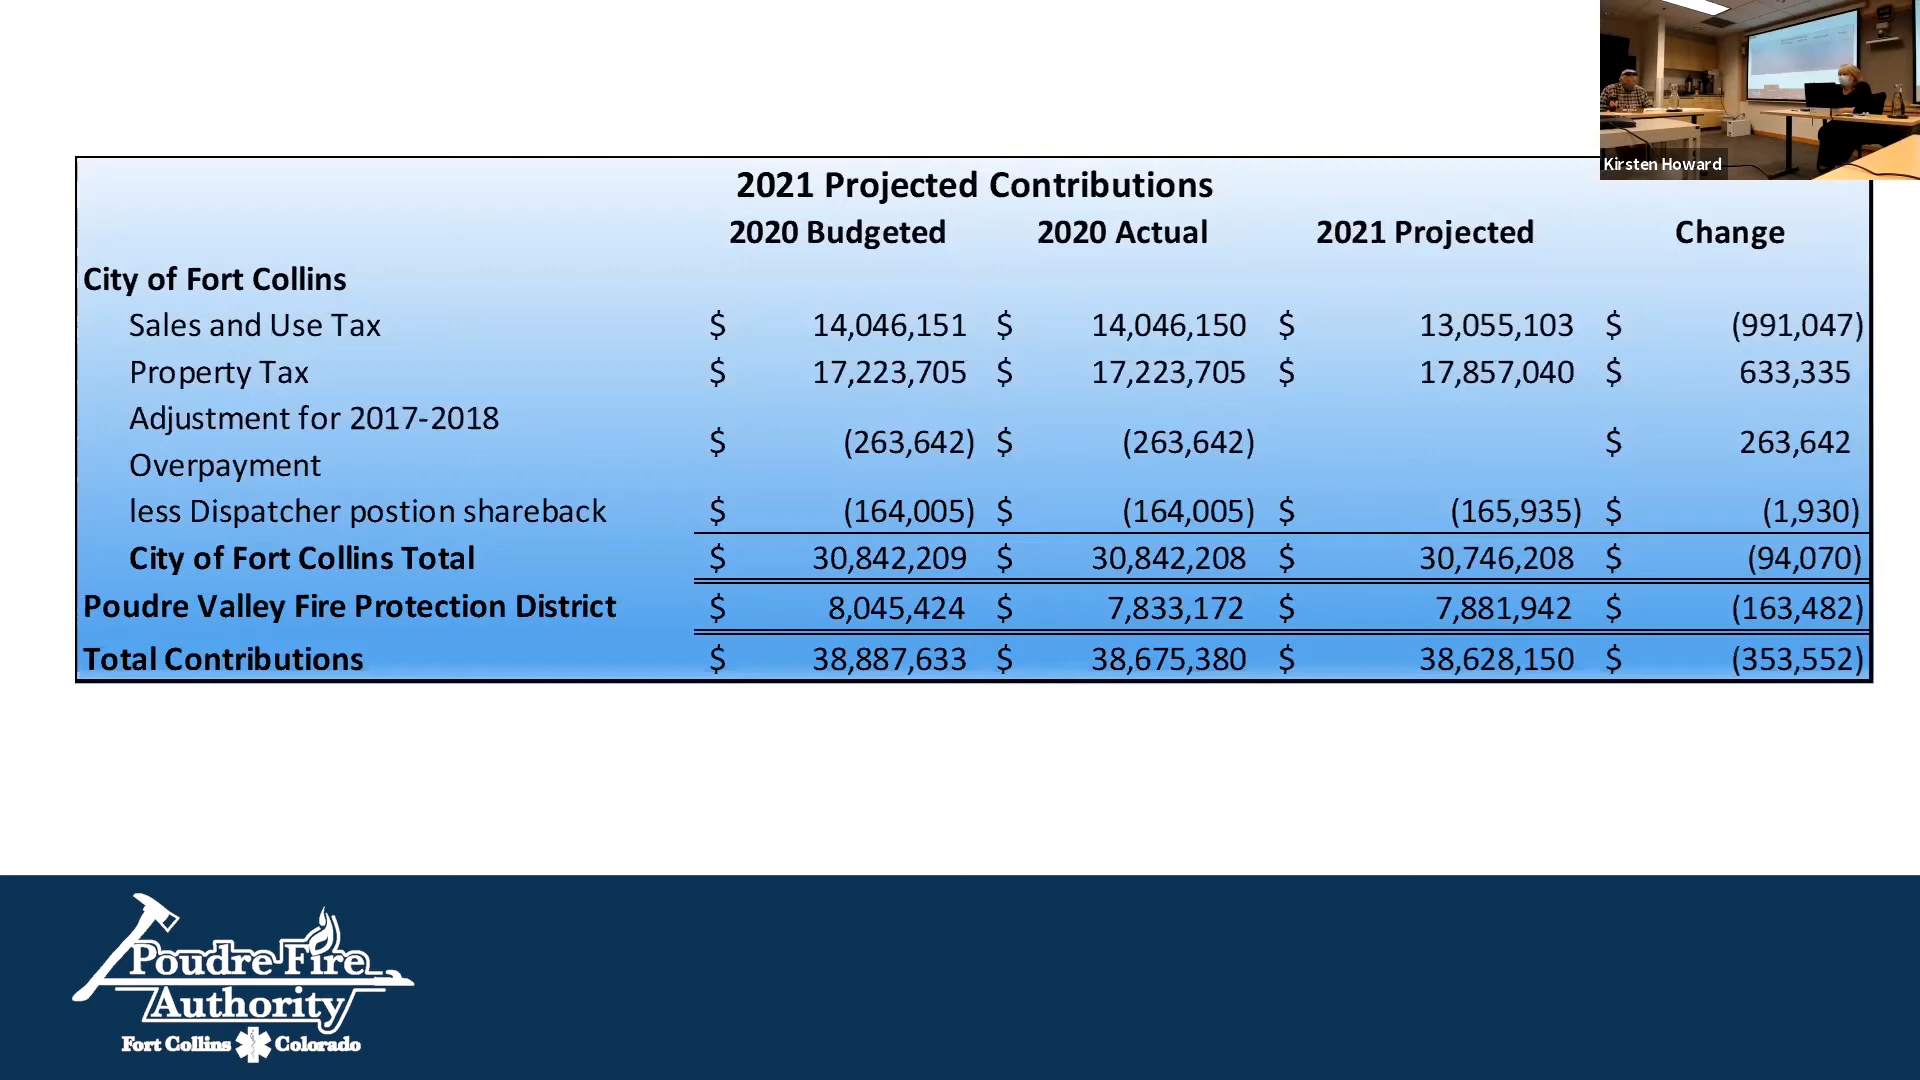 Kirsten Howard
2021 Projected Contributions
2020 Budgeted 2020 Actual 2021 Projected Change
City of Fort Collins
Sales and Use Tax $ 14,046,151 $ 14,046,150 $ 13,055,103 $ (991,047)
Property Tax $ 17,223,705 $ 17,223,705 $ 17,857,040 $ 633,335
Adjustment for 2017-2018
Overpayment $ (263,642) $ (263,642) $ 263,642
less Dispatcher postion shareback $ (164,005) $ (164,005) $ (165,935) $ (1,930)
City of Fort Collins Total $ 30,842,209 $ 30,842,208 $ 30,746,208 $ (94,070)
Poudre Valley Fire Protection District $ 8,045,424 $ 7,833,172 $ 7,881,942 $ (163,482)
Total Contributions $ 38,887,633 $ 38,675,380 $ 38,628,150 $ (353,552)
Poudre Fire
Authority
Fort Collins Colorado